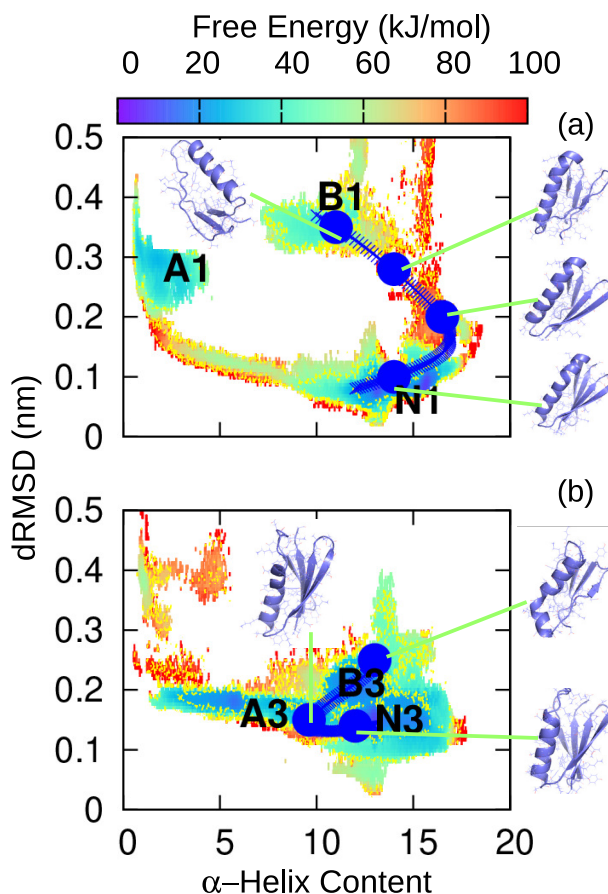 Free Energy (kJ/mol)
0 20 40 60 80 100
(a)
0.5
0.4
0.3
0.2
0.1
0
B1
A1
N1
dRMSD (nm)
(b)
0.5
0.4
0.3
0.2
0.1
0
B3
A3
N3
0 5 10 15 20
α–Helix Content